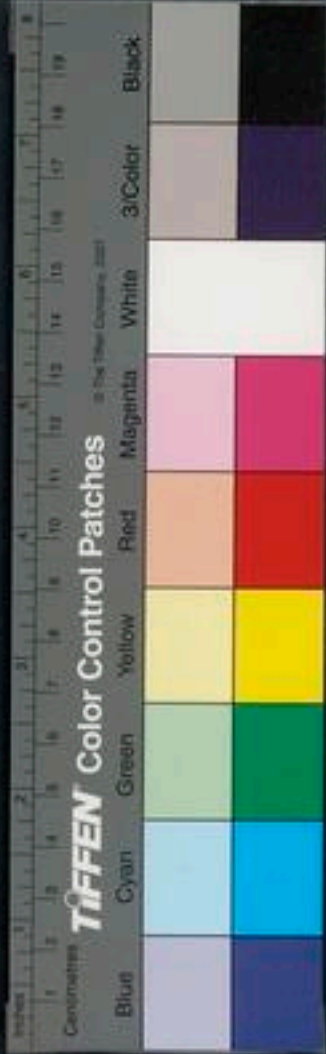 Inches 1 2 3 4 5 6 7 8
Centimetres 1 2 3 4 5 6 7 8 9 10 11 12 13 14 15 16 17 18 19
TIFFEN Color Control Patches © The Tiffen Company, 2007
Blue Cyan Green Yellow Red Magenta White 3/Color Black